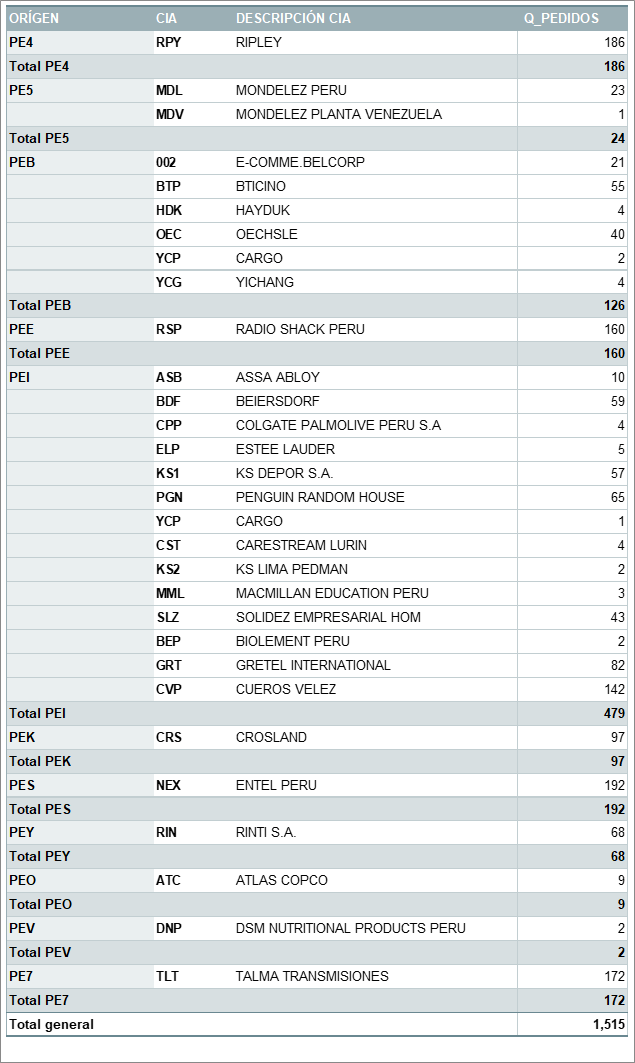 ORÍGEN CIA DESCRIPCIÓN CIA Q_PEDIDOS
PE4 RPY RIPLEY 186
Total PE4 186
PE5 MDL MONDELEZ PERU 23
MDV MONDELEZ PLANTA VENEZUELA 1
Total PE5 24
PEB 002 E-COMME.BELCORP 21
BTP BTICINO 55
HDK HAYDUK 4
OEC OECHSLE 40
YCP CARGO 2
YCG YICHANG 4
Total PEB 126
PEE RSP RADIO SHACK PERU 160
Total PEE 160
PEI ASB ASSA ABLOY 10
BDF BEIERSDORF 59
CPP COLGATE PALMOLIVE PERU S.A 4
ELP ESTEE LAUDER 5
KS1 KS DEPOR S.A. 57
PGN PENGUIN RANDOM HOUSE 65
YCP CARGO 1
CST CARESTREAM LURIN 4
KS2 KS LIMA PEDMAN 2
MML MACMILLAN EDUCATION PERU 3
SLZ SOLIDEZ EMPRESARIAL HOM 43
BEP BIOLEMENT PERU 2
GRT GRETEL INTERNATIONAL 82
CVP CUEROS VELEZ 142
Total PEI 479
PEK CRS CROSLAND 97
Total PEK 97
PES NEX ENTEL PERU 192
Total PES 192
PEY RIN RINTI S.A. 68
Total PEY 68
PEO ATC ATLAS COPCO 9
Total PEO 9
PEV DNP DSM NUTRITIONAL PRODUCTS PERU 2
Total PEV 2
PE7 TLT TALMA TRANSMISIONES 172
Total PE7 172
Total general 1,515